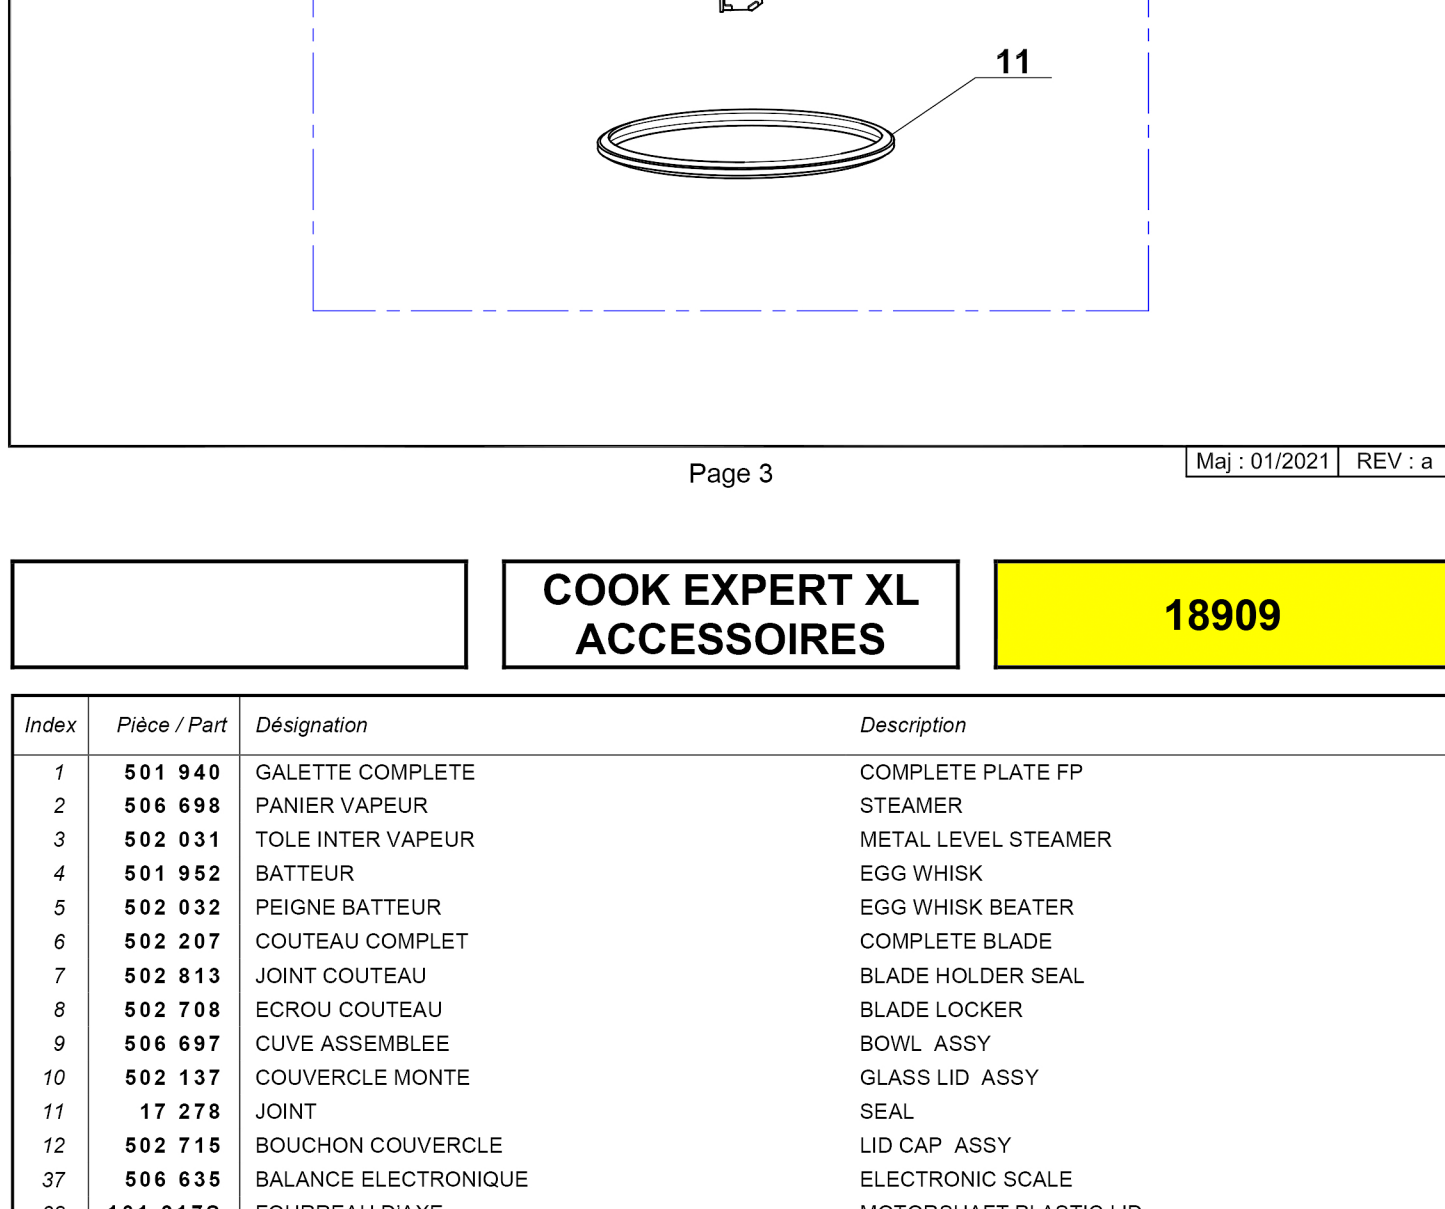 11
Page 3
Maj : 01/2021 REV : a
COOK EXPERT XL
ACCESSOIRES
18909
Index Pièce / Part Désignation Description
1 501 940 GALETTE COMPLETE COMPLETE PLATE FP
2 506 698 PANIER VAPEUR STEAMER
3 502 031 TOLE INTER VAPEUR METAL LEVEL STEAMER
4 501 952 BATTEUR EGG WHISK
5 502 032 PEIGNE BATTEUR EGG WHISK BEATER
6 502 207 COUTEAU COMPLET COMPLETE BLADE
7 502 813 JOINT COUTEAU BLADE HOLDER SEAL
8 502 708 ECROU COUTEAU BLADE LOCKER
9 506 697 CUVE ASSEMBLEE BOWL ASSY
10 502 137 COUVERCLE MONTE GLASS LID ASSY
11 17 278 JOINT SEAL
12 502 715 BOUCHON COUVERCLE LID CAP ASSY
37 506 635 BALANCE ELECTRONIQUE ELECTRONIC SCALE
FOURREAU D'AXE MOTORSHAFT PLASTIC LID